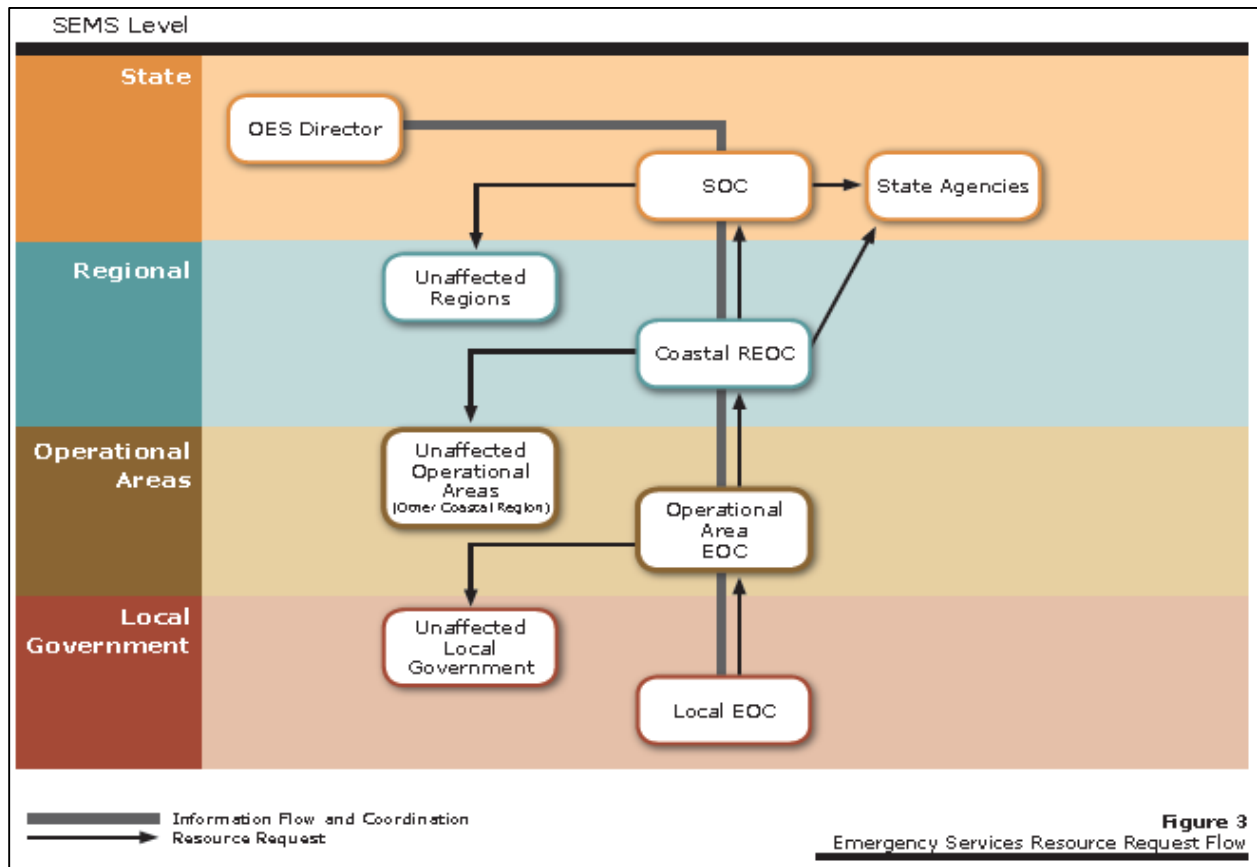 SEMS Level
State
OES Director
SOC
State Agencies
Regional
Unaffected
Regions
Coastal REOC
Operational
Areas
Unaffected
Operational
Areas
(Other Coastal Region)
Operational
Area
EOC
Local
Government
Unaffected
Local
Government
Local EOC
Information Flow and Coordination
Resource Request
Figure 3
Emergency Services Resource Request Flow